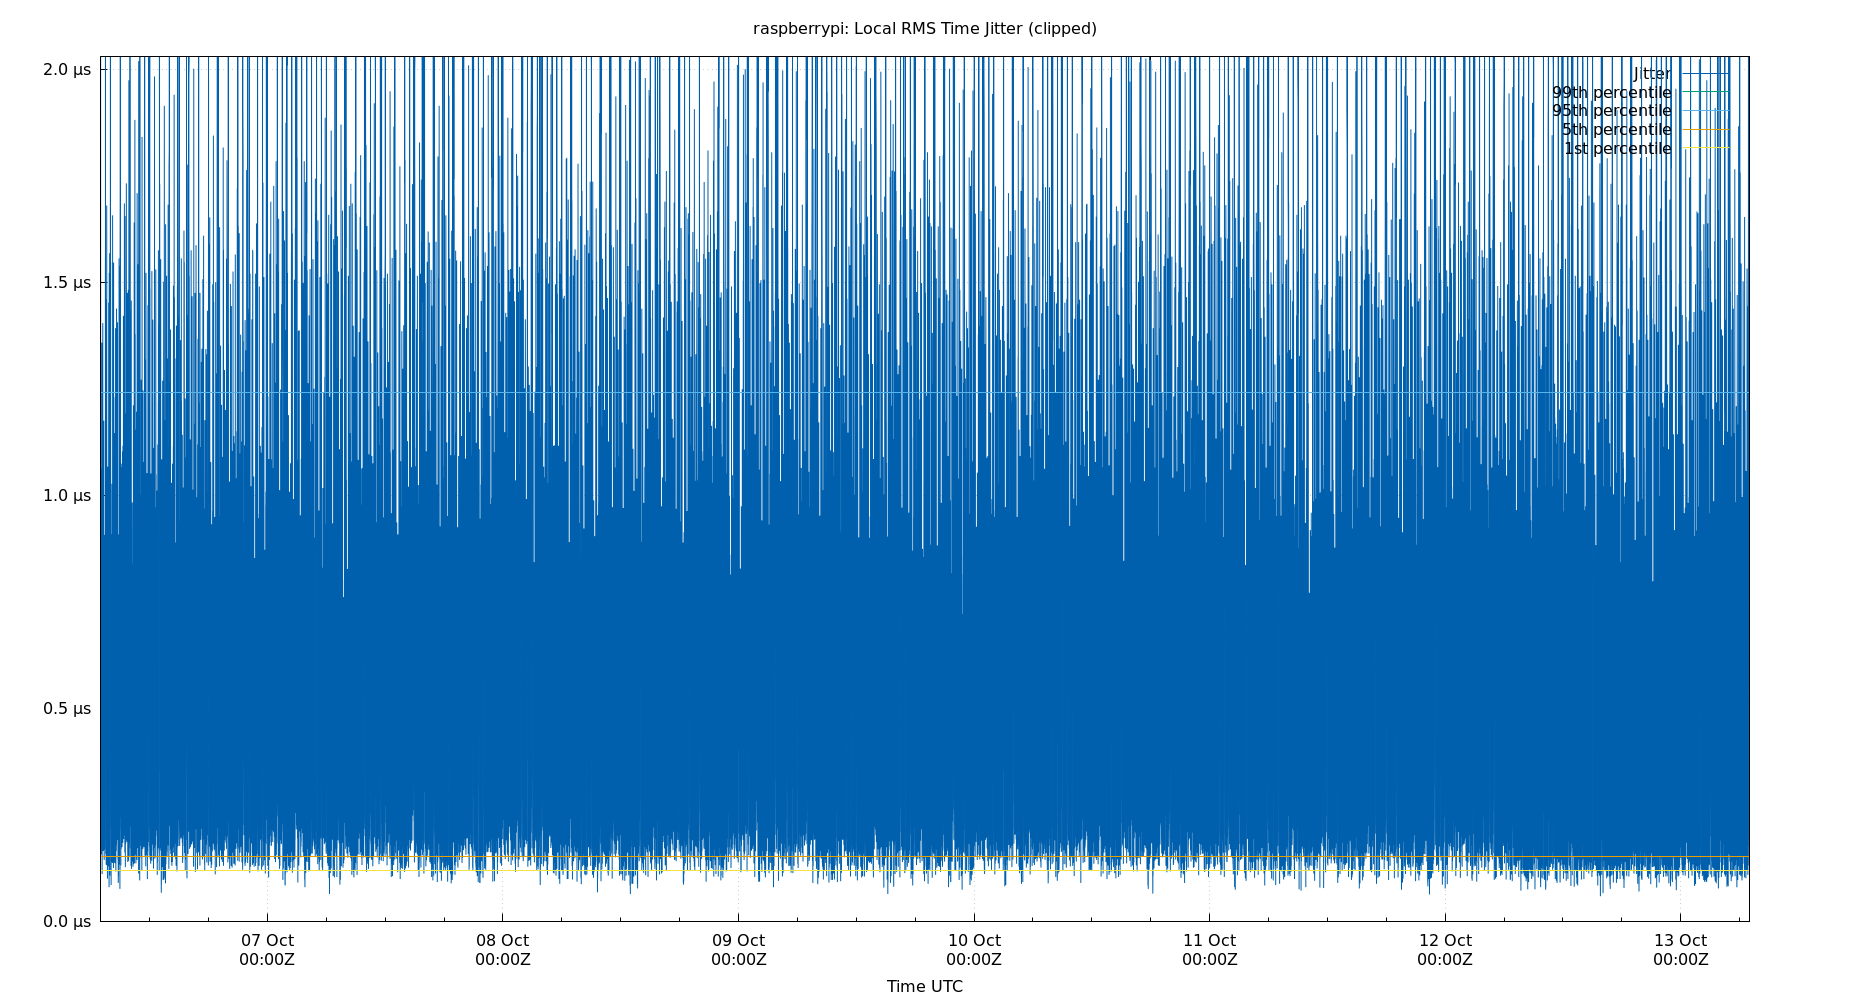 raspberrypi: Local RMS Time Jitter (clipped)
2.0 µs
1.5 µs
1.0 µs
0.5 µs
0.0 µs
Jitter
99th percentile
95th percentile
5th percentile
1st percentile
07 Oct 08 Oct 09 Oct 10 Oct 11 Oct 12 Oct 13 Oct
00:00Z 00:00Z 00:00Z 00:00Z 00:00Z 00:00Z 00:00Z
Time UTC